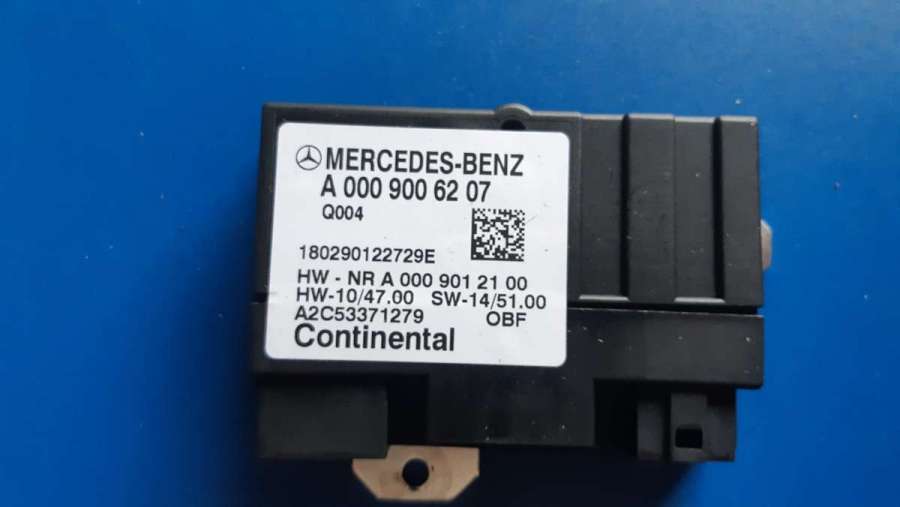 MERCEDES-BENZ
A 000 900 62 07
Q004
180290122729E
HW - NR A 000 901 21 00
HW-10/47.00 SW-14/51.00
A2C53371279 OBF
Continental